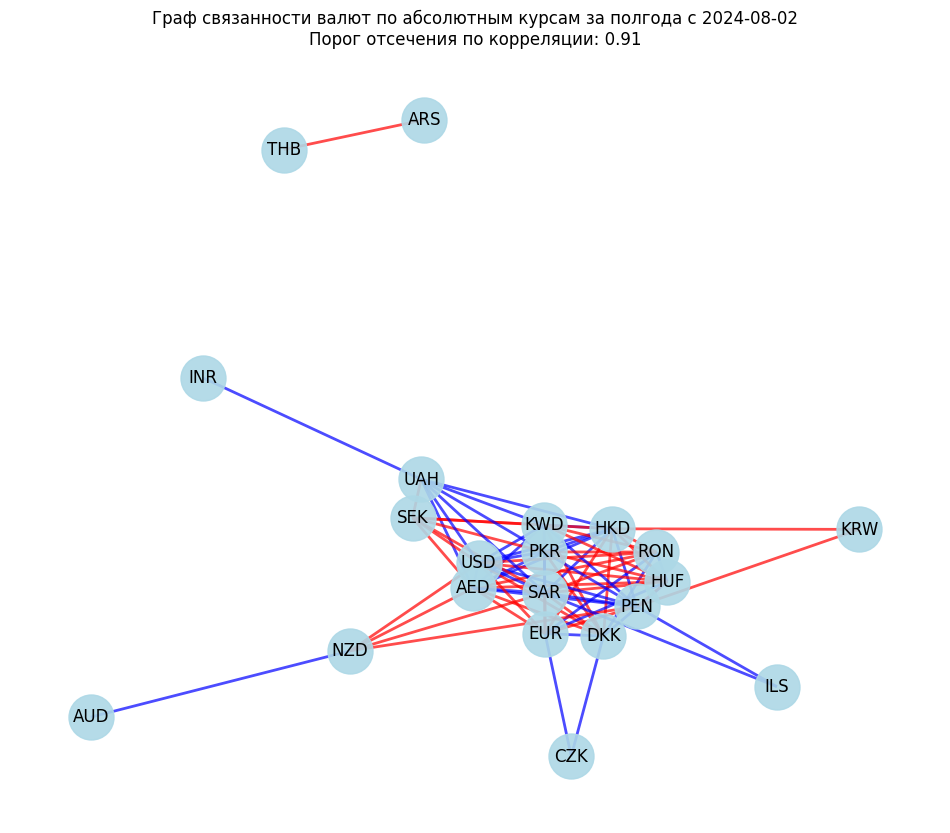 Граф связанности валют по абсолютным курсам за полгода с 2024-08-02
Порог отсечения по корреляции: 0.91
ARS
THB
INR
UAH
SEK
KWD
HKD
KRW
PKR
RON
USD
HUF
AED
SAR
PEN
EUR
DKK
NZD
ILS
AUD
CZK